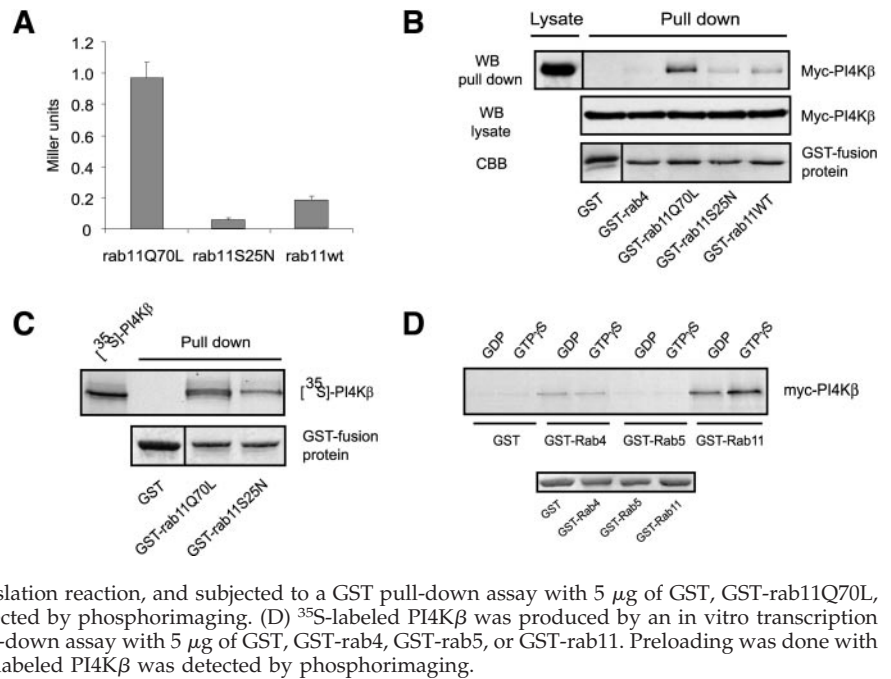 A
1.2
1.0
0.8
0.6
0.4
0.2
0
Miller units
rab11Q70L rab11S25N rab11wt
B
Lysate Pull down
WB
pull down
Myc-PI4Kβ
WB
lysate
Myc-PI4Kβ
CBB
GST-fusion
protein
GST
GST-rab4
GST-rab11Q70L
GST-rab11S25N
GST-rab11WT
C
[³⁵S]-PI4Kβ
Pull down
[³⁵S]-PI4Kβ
GST-fusion
protein
GST
GST-rab11Q70L
GST-rab11S25N
D
GDP GTPγS GDP GTPγS GDP GTPγS GDP GTPγS
myc-PI4Kβ
GST GST-Rab4 GST-Rab5 GST-Rab11
GST
GST-Rab4
GST-Rab5
GST-Rab11
slation reaction, and subjected to a GST pull-down assay with 5 μg of GST, GST-rab11Q70L,
cted by phosphorimaging. (D) ³⁵S-labeled PI4Kβ was produced by an in vitro transcription
-down assay with 5 μg of GST, GST-rab4, GST-rab5, or GST-rab11. Preloading was done with
labeled PI4Kβ was detected by phosphorimaging.